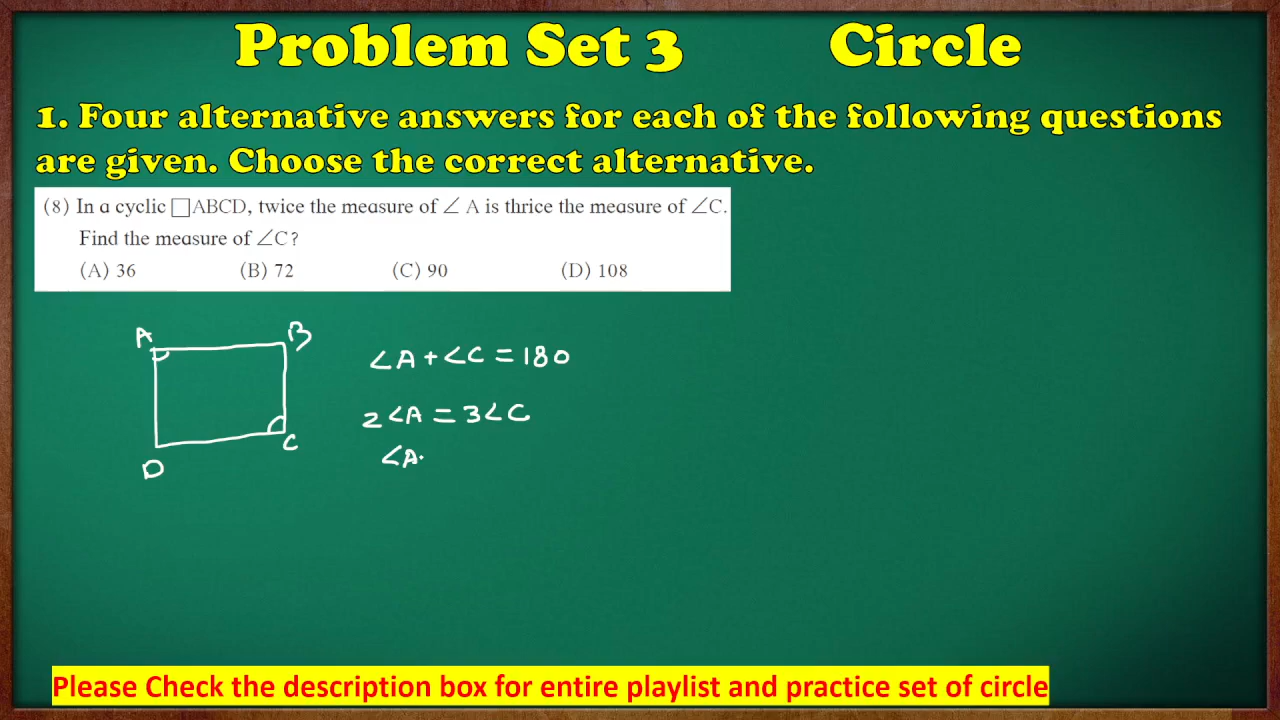 Problem Set 3 Circle
1. Four alternative answers for each of the following questions
are given. Choose the correct alternative.
(8) In a cyclic □ABCD, twice the measure of ∠ A is thrice the measure of ∠C.
Find the measure of ∠C?
(A) 36 (B) 72 (C) 90 (D) 108
A B
∠A + ∠C = 180
2 ∠A = 3∠C
C
∠A
D
Please Check the description box for entire playlist and practice set of circle